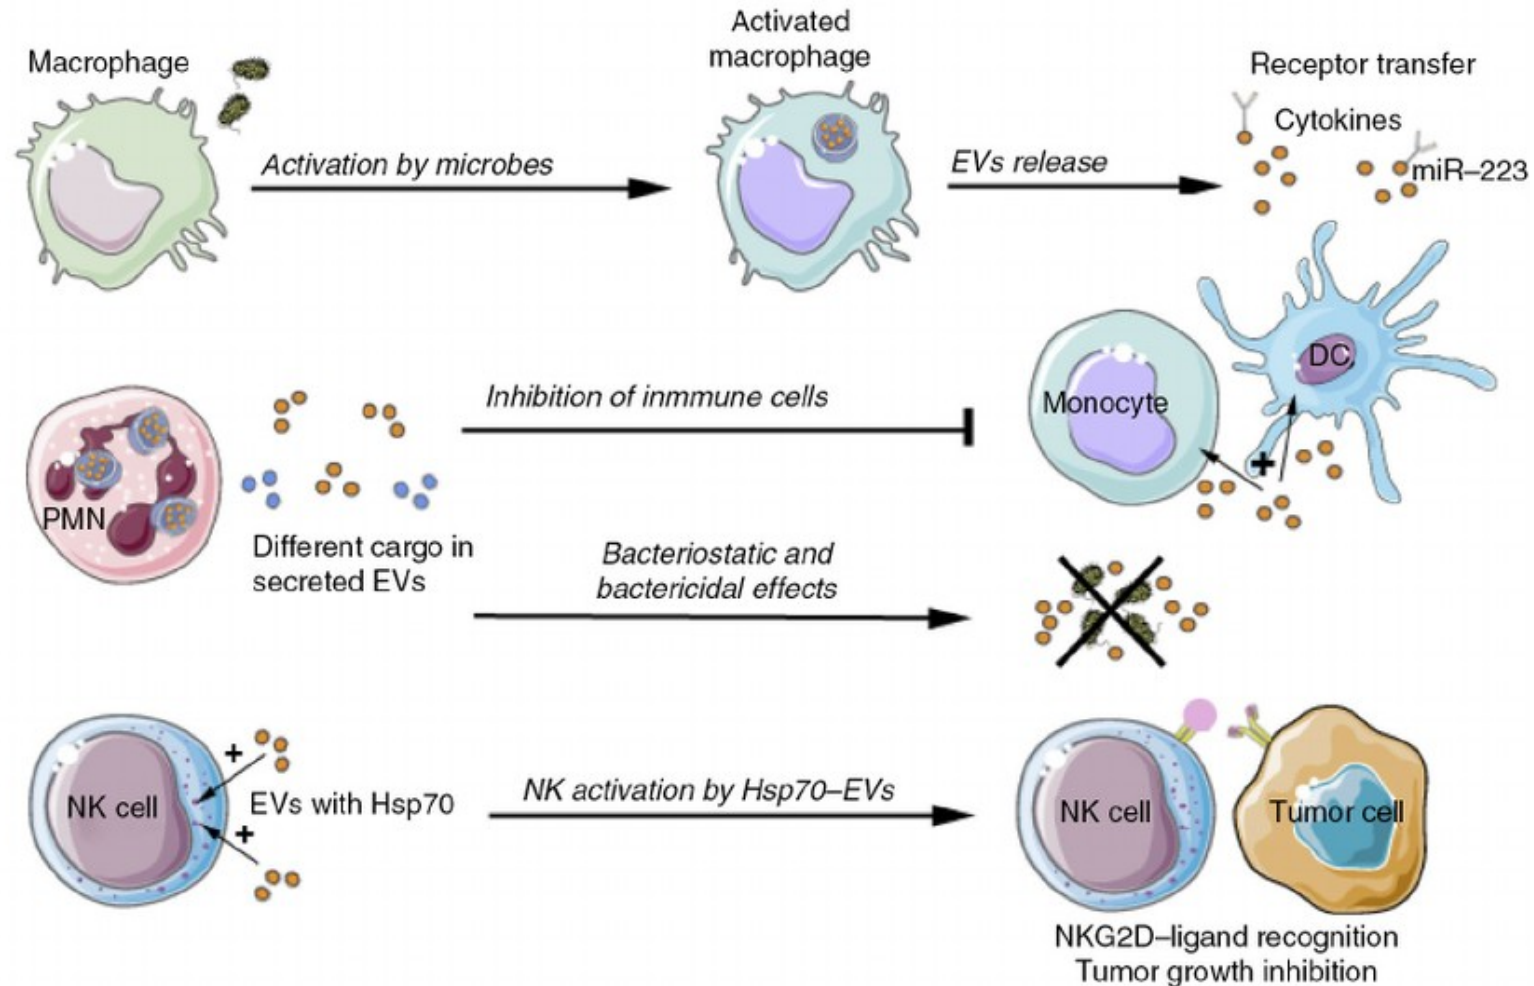 Macrophage
Activation by microbes
Activated
macrophage
EVs release
Receptor transfer
Cytokines
miR–223
PMN
Different cargo in
secreted EVs
Inhibition of inmmune cells
Monocyte
DC
+
Bacteriostatic and
bactericidal effects
NK cell
+
EVs with Hsp70
+
NK activation by Hsp70–EVs
NK cell
Tumor cell
NKG2D–ligand recognition
Tumor growth inhibition